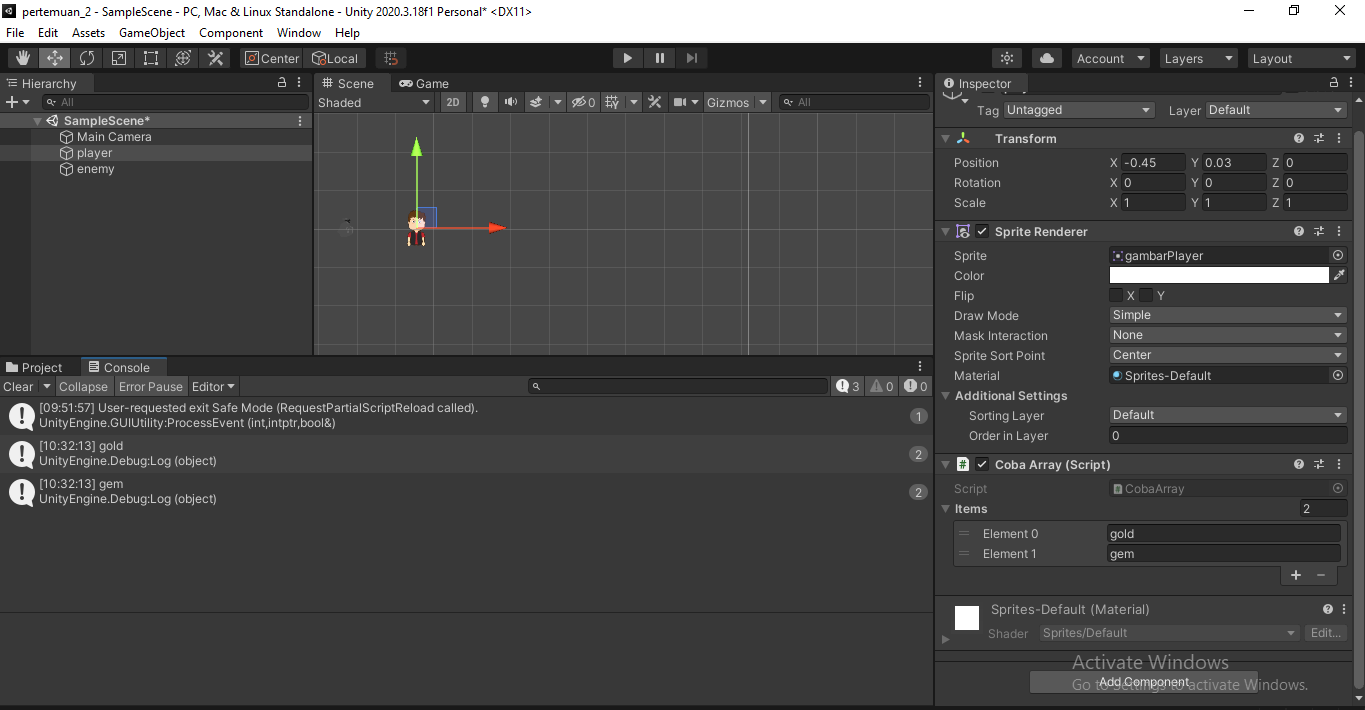 pertemuan_2 - SampleScene - PC, Mac & Linux Standalone - Unity 2020.3.18f1 Personal* <DX11>
File Edit Assets GameObject Component Window Help
Center Local Account Layers Layout
Hierarchy
All
SampleScene*
Main Camera
player
enemy
Scene Game
Shaded 2D 0 Gizmos All
Inspector
Tag Untagged Layer Default
Transform
Position X -0.45 Y 0.03 Z 0
Rotation X 0 Y 0 Z 0
Scale X 1 Y 1 Z 1
Sprite Renderer
Sprite gambarPlayer
Color
Flip X Y
Draw Mode Simple
Mask Interaction None
Sprite Sort Point Center
Material Sprites-Default
Additional Settings
Sorting Layer Default
Order in Layer 0
# Coba Array (Script)
Script CobaArray
Items 2
Element 0 gold
Element 1 gem
+ −
Sprites-Default (Material)
Shader Sprites/Default Edit...
Add Component
Project Console
Clear Collapse Error Pause Editor 3 0 0
[09:51:57] User-requested exit Safe Mode (RequestPartialScriptReload called).
UnityEngine.GUIUtility:ProcessEvent (int,intptr,bool&)
1
[10:32:13] gold
UnityEngine.Debug:Log (object)
2
[10:32:13] gem
UnityEngine.Debug:Log (object)
2
Activate Windows
Go to Settings to activate Windows.